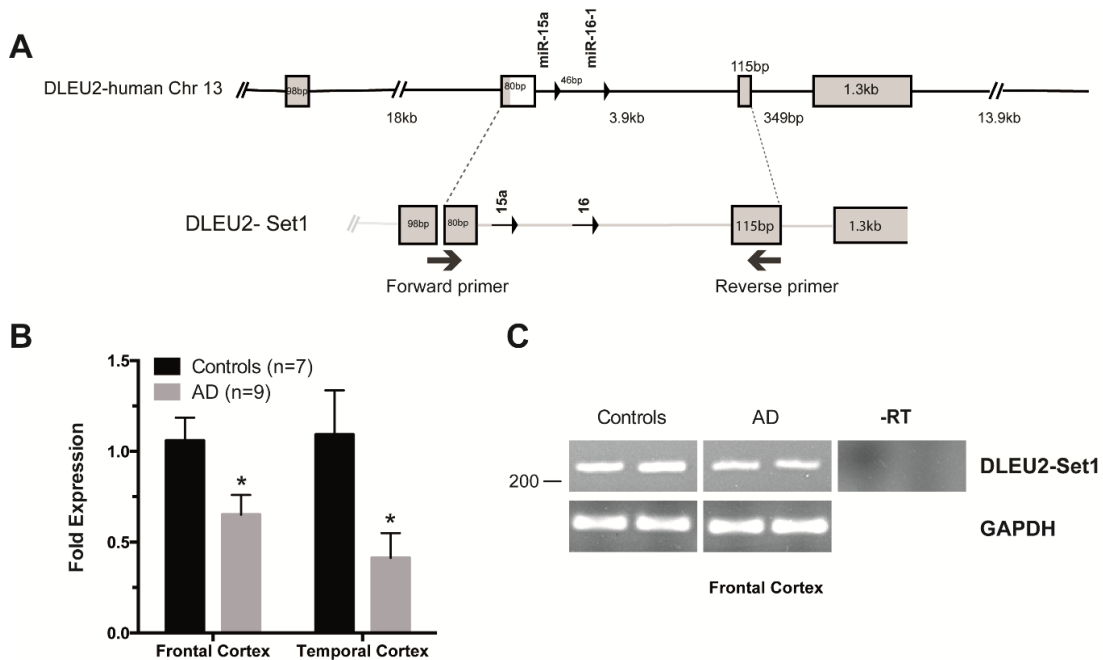 A
miR-15a
miR-16-1
DLEU2-human Chr 13
98bp
80bp
46bp
115bp
1.3kb
18kb
3.9kb
349bp
13.9kb
DLEU2- Set1
98bp
80bp
15a
16
115bp
1.3kb
Forward primer
Reverse primer
B
Fold Expression
1.5
1.0
0.5
0.0
Controls (n=7)
AD (n=9)
*
*
Frontal Cortex
Temporal Cortex
C
Controls
AD
-RT
200
DLEU2-Set1
GAPDH
Frontal Cortex